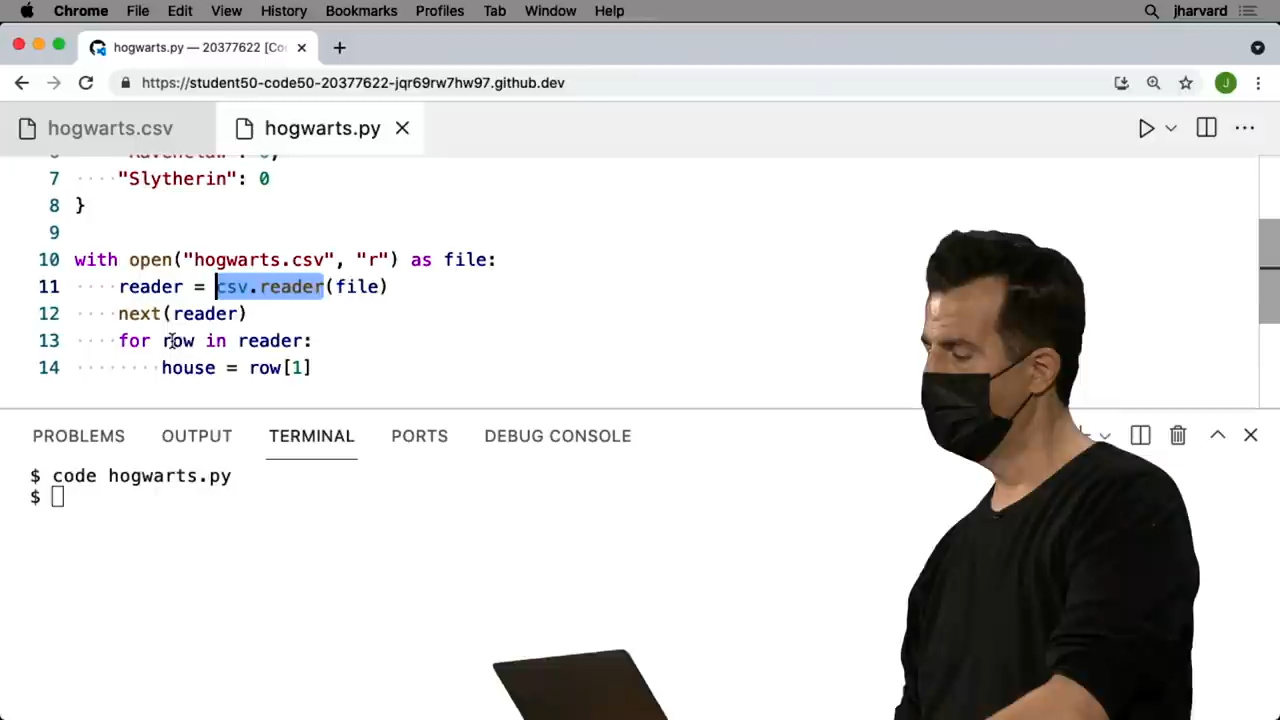 Chrome File Edit View History Bookmarks Profiles Tab Window Help jharvard
hogwarts.py — 20377622 [Co
https://student50-code50-20377622-jqr69rw7hw97.github.dev J
hogwarts.csv hogwarts.py
7 "Slytherin": 0
8 }
9
10 with open("hogwarts.csv", "r") as file:
11 reader = csv.reader(file)
12 next(reader)
13 for row in reader:
14 house = row[1]
PROBLEMS OUTPUT TERMINAL PORTS DEBUG CONSOLE
$ code hogwarts.py
$